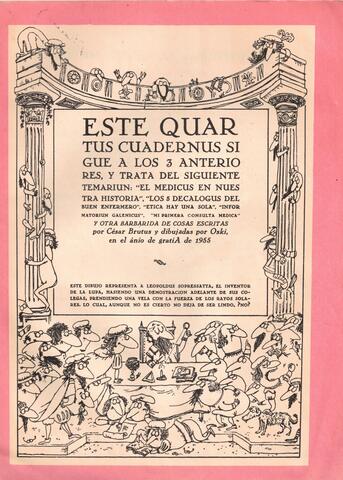 ESTE QUAR
TUS CUADERNUS SI
GUE A LOS 3 ANTERIO
RES, Y TRATA DEL SIGUIENTE
TEMARIUN: "EL MEDICUS EN NUES
TRA HISTORIA", "LOS 8 DECALOGUS DEL
BUEN ENFERMERO", "ETICA HAY UNA SOLA", "INFOR
MATORIUN GALENICUS", "MI PRIMERA CONSULTA MEDICA"
Y OTRA BARBARIDA DE COSAS ESCRITAS
por César Brutus y dibujadas por Oski,
en el ánio de gratiA de 1955
ESTE DIBUJO REPRESENTA A LEOPOLDUS SOPRESSATTA, EL INVENTOR
DE LA LUPA, HASIENDO UNA DEMOSTRACION ADELANTE DE SUS CO
LEGAS, PRENDIENDO UNA VELA CON LA FUERZA DE LOS RAYOS SOLA
RES. LO CUAL, AUNQUE NO ES CIERTO NO DEJA DE SER LINDO, ¿NO?